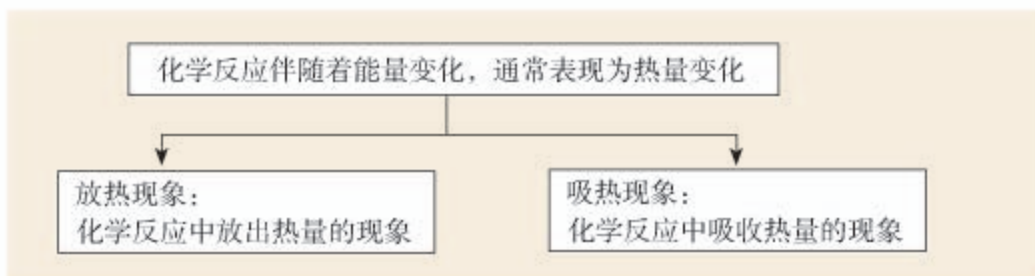 化学反应伴随着能量变化，通常表现为热量变化
放热现象：
化学反应中放出热量的现象
吸热现象：
化学反应中吸收热量的现象